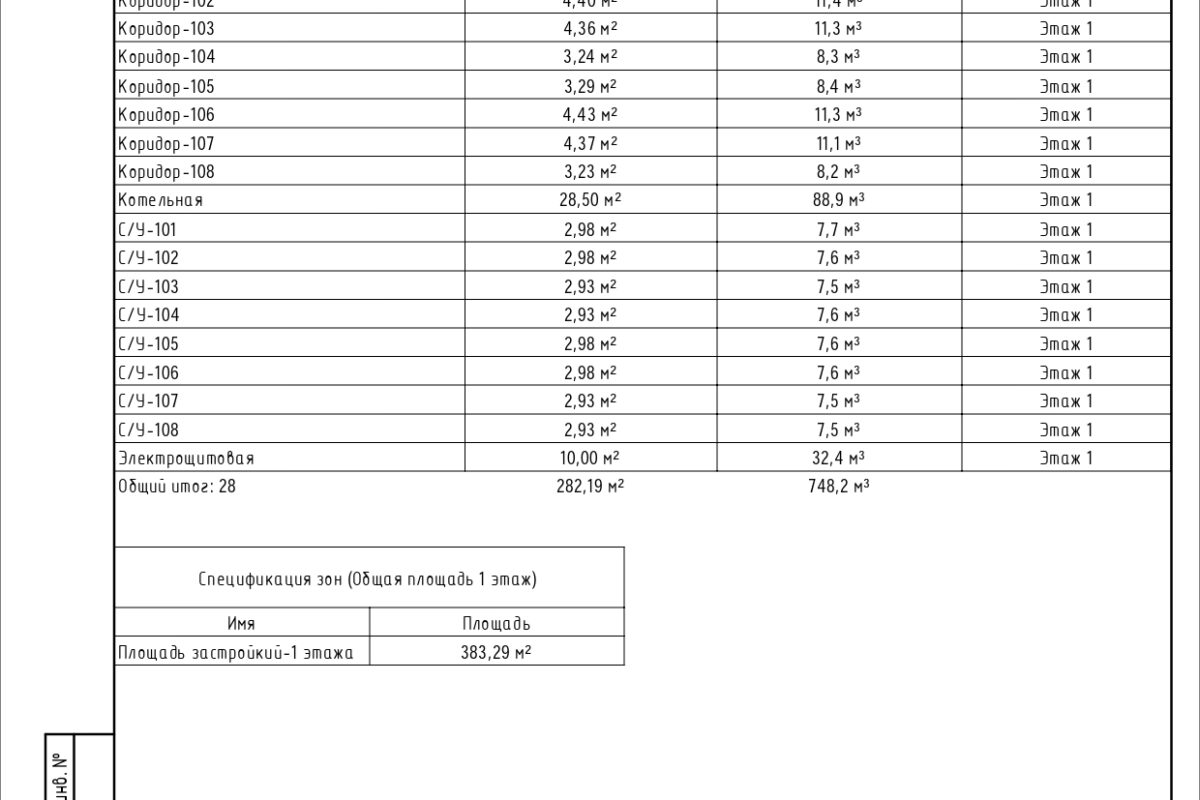 Коридор-102 4,40 м² 11,4 м³ Этаж 1
Коридор-103 4,36 м² 11,3 м³ Этаж 1
Коридор-104 3,24 м² 8,3 м³ Этаж 1
Коридор-105 3,29 м² 8,4 м³ Этаж 1
Коридор-106 4,43 м² 11,3 м³ Этаж 1
Коридор-107 4,37 м² 11,1 м³ Этаж 1
Коридор-108 3,23 м² 8,2 м³ Этаж 1
Котельная 28,50 м² 88,9 м³ Этаж 1
С/У-101 2,98 м² 7,7 м³ Этаж 1
С/У-102 2,98 м² 7,6 м³ Этаж 1
С/У-103 2,93 м² 7,5 м³ Этаж 1
С/У-104 2,93 м² 7,6 м³ Этаж 1
С/У-105 2,98 м² 7,6 м³ Этаж 1
С/У-106 2,98 м² 7,6 м³ Этаж 1
С/У-107 2,93 м² 7,5 м³ Этаж 1
С/У-108 2,93 м² 7,5 м³ Этаж 1
Электрощитовая 10,00 м² 32,4 м³ Этаж 1
Общий итог: 28 282,19 м² 748,2 м³
Спецификация зон (Общая площадь 1 этаж)
Имя Площадь
Площадь застройкий-1 этажа 383,29 м²
инв. №